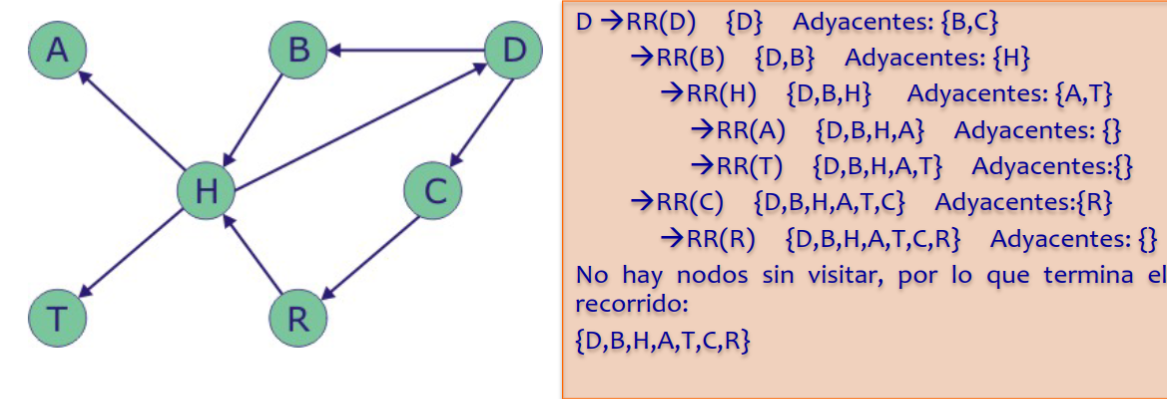 A
B
D
H
C
T
R
D →RR(D) {D} Adyacentes: {B,C}
→RR(B) {D,B} Adyacentes: {H}
→RR(H) {D,B,H} Adyacentes: {A,T}
→RR(A) {D,B,H,A} Adyacentes: {}
→RR(T) {D,B,H,A,T} Adyacentes:{}
→RR(C) {D,B,H,A,T,C} Adyacentes:{R}
→RR(R) {D,B,H,A,T,C,R} Adyacentes: {}
No hay nodos sin visitar, por lo que termina el
recorrido:
{D,B,H,A,T,C,R}